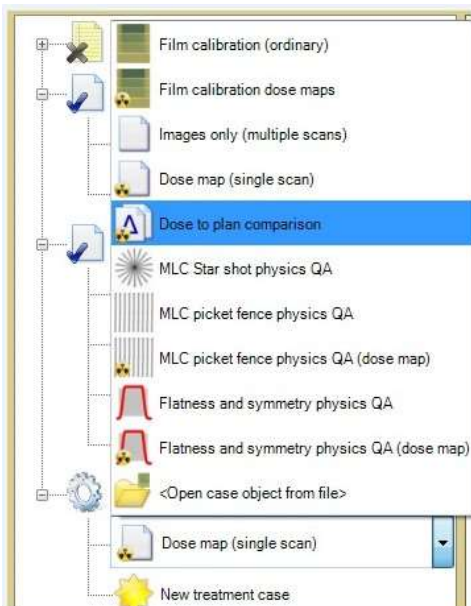 Film calibration (ordinary)
Film calibration dose maps
Images only (multiple scans)
Dose map (single scan)
Dose to plan comparison
MLC Star shot physics QA
MLC picket fence physics QA
MLC picket fence physics QA (dose map)
Flatness and symmetry physics QA
Flatness and symmetry physics QA (dose map)
<Open case object from file>
Dose map (single scan)
New treatment case